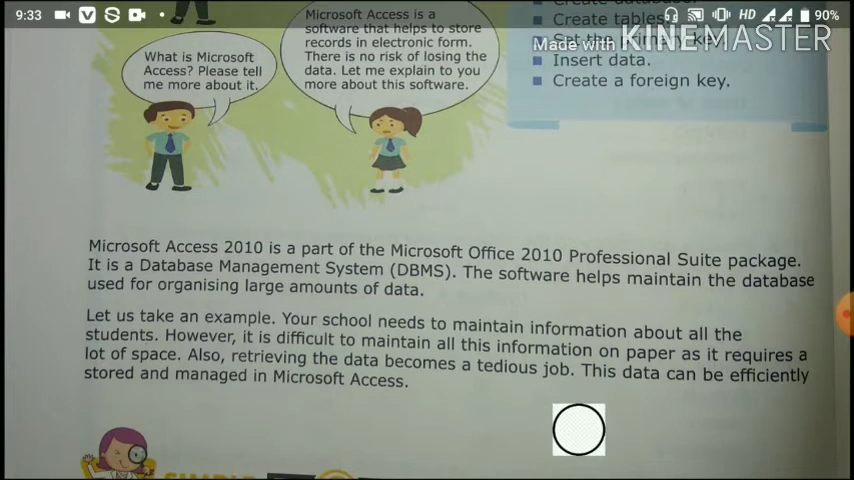 9:33
HD
90%
Made with
KINEMASTER
Create tables.
Set the primary key.
Insert data.
Create a foreign key.
What is Microsoft
Access? Please tell
me more about it.
Microsoft Access is a
software that helps to store
records in electronic form.
There is no risk of losing the
data. Let me explain to you
more about this software.
Microsoft Access 2010 is a part of the Microsoft Office 2010 Professional Suite package.
It is a Database Management System (DBMS). The software helps maintain the database
used for organising large amounts of data.
Let us take an example. Your school needs to maintain information about all the
students. However, it is difficult to maintain all this information on paper as it requires a
lot of space. Also, retrieving the data becomes a tedious job. This data can be efficiently
stored and managed in Microsoft Access.